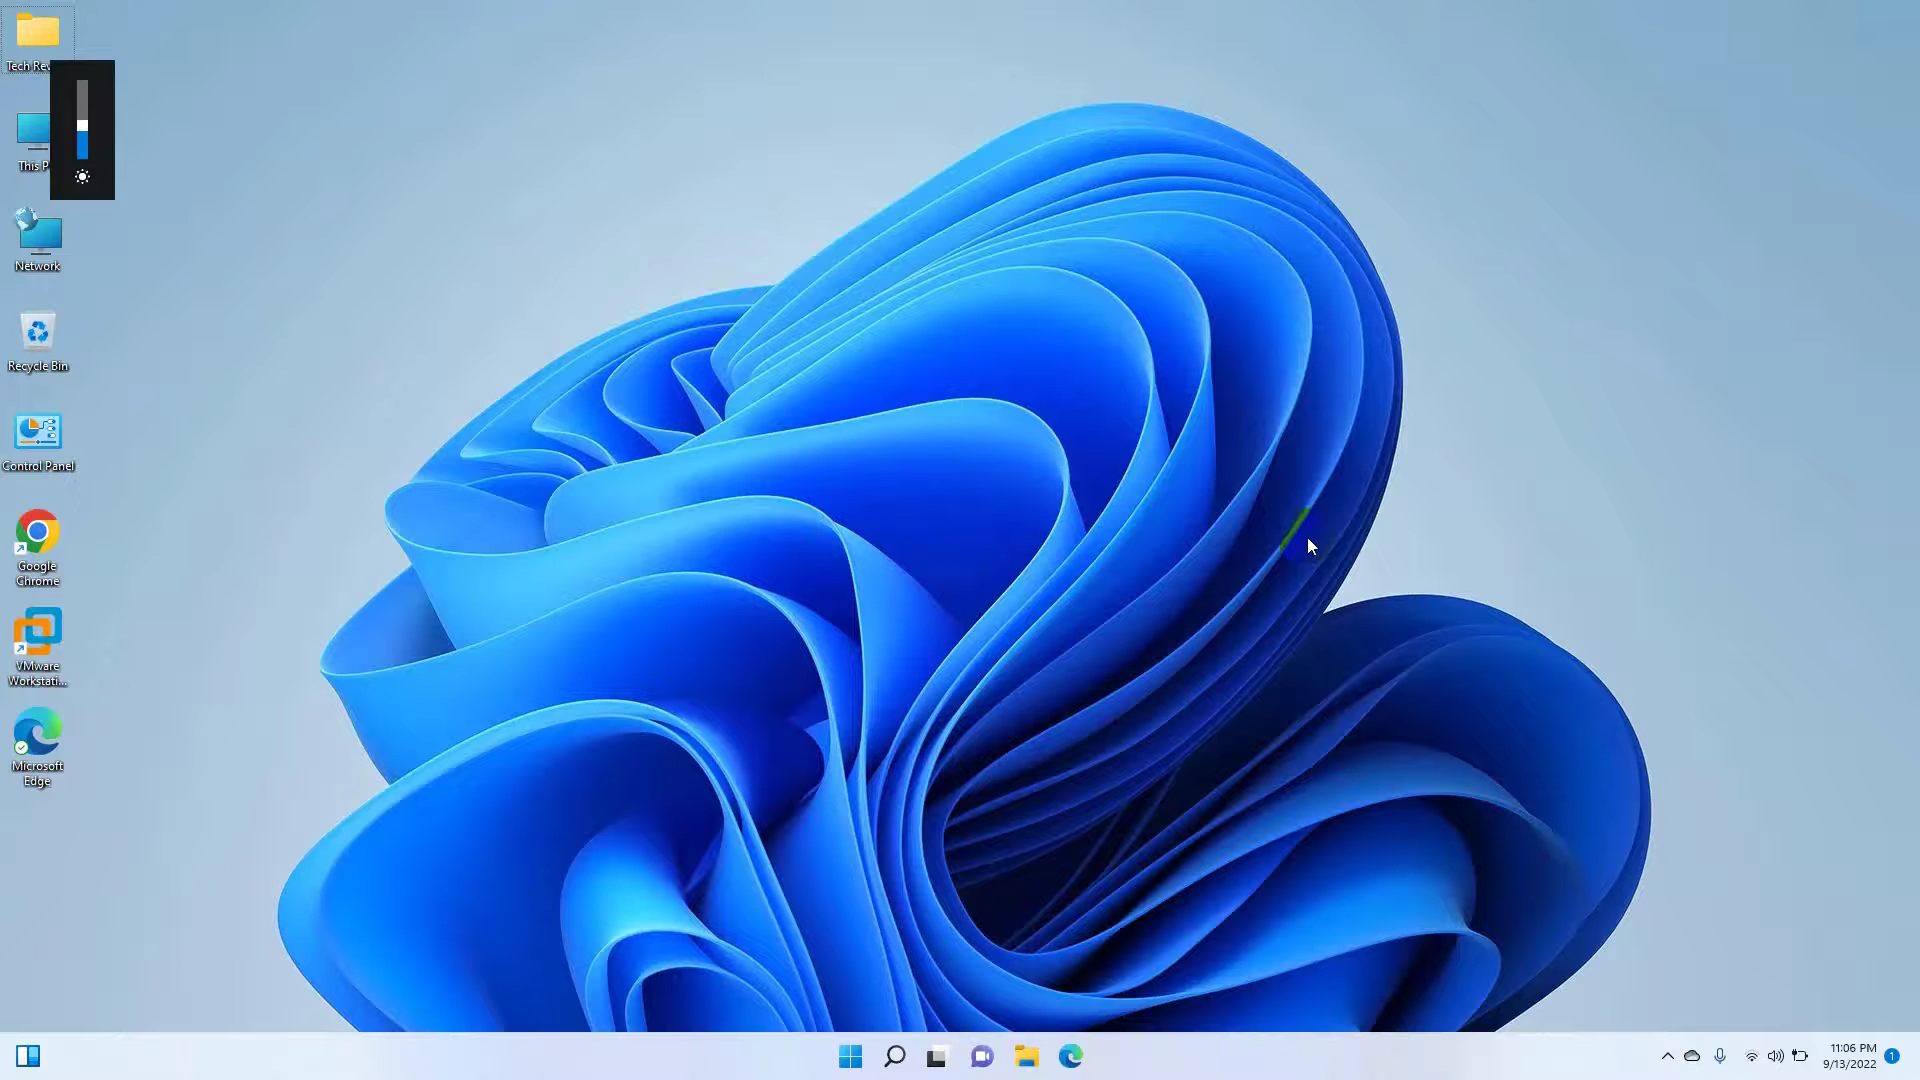 Tech Rev
This P
Network
Recycle Bin
Control Panel
Google
Chrome
VMware
Workstati...
Microsoft
Edge
11:06 PM
9/13/2022
1